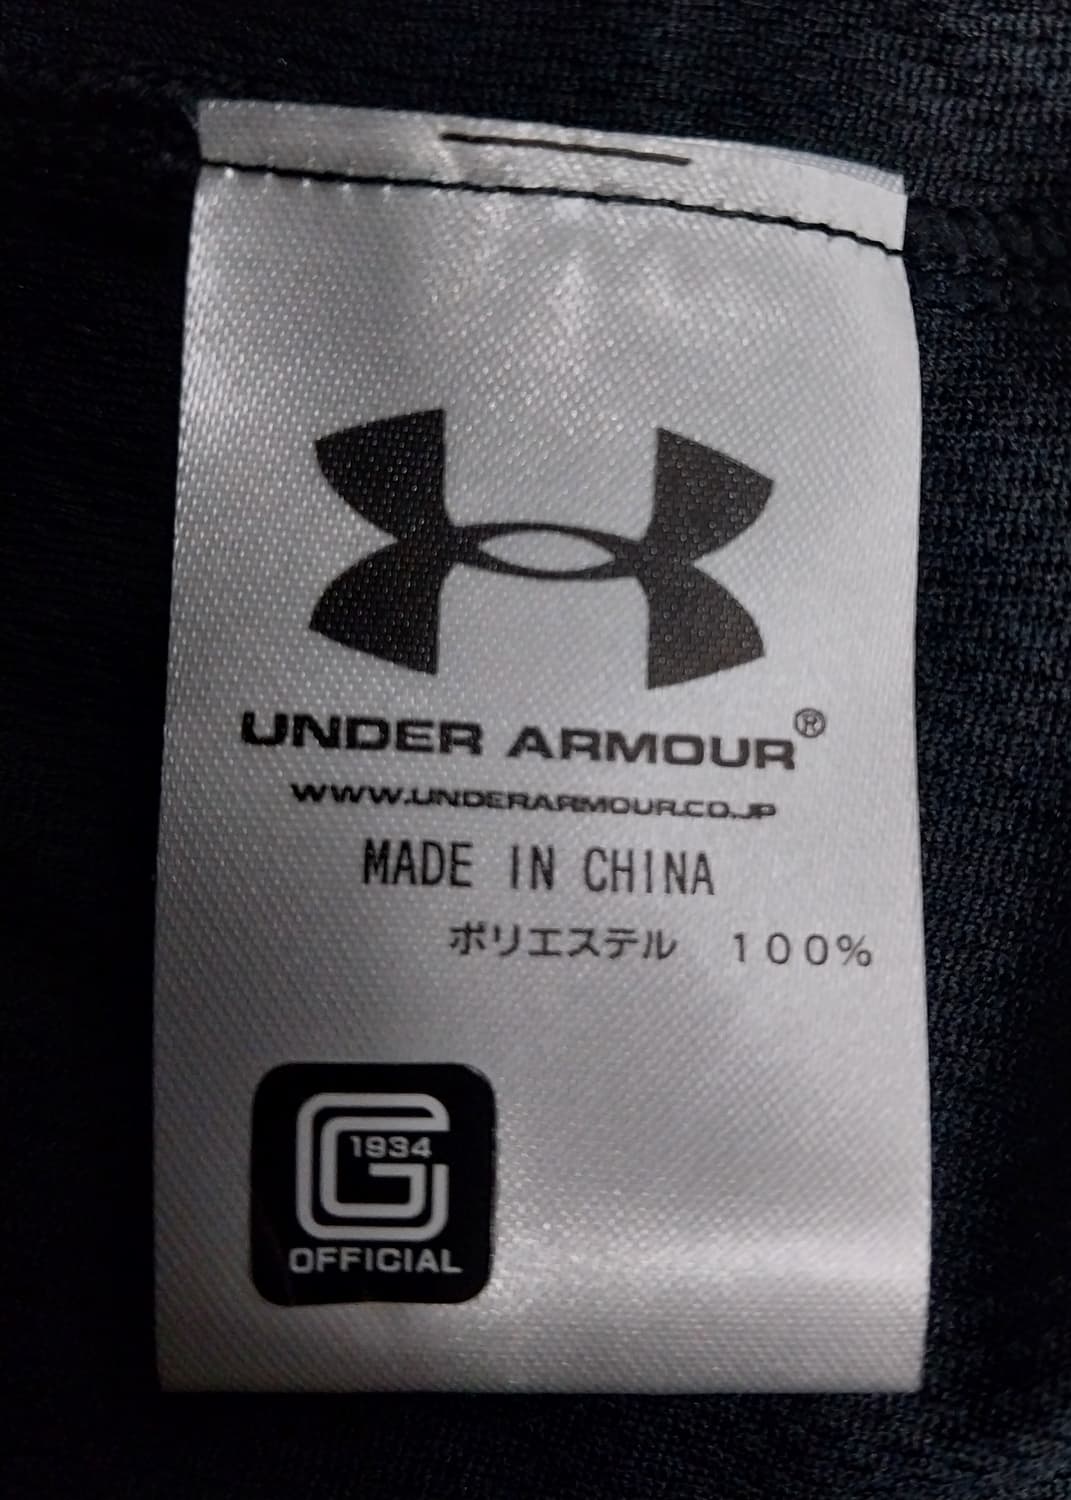 UNDER ARMOUR®
WWW.UNDERARMOUR.CO.JP
MADE IN CHINA
ポリエステル　100%
1934
OFFICIAL